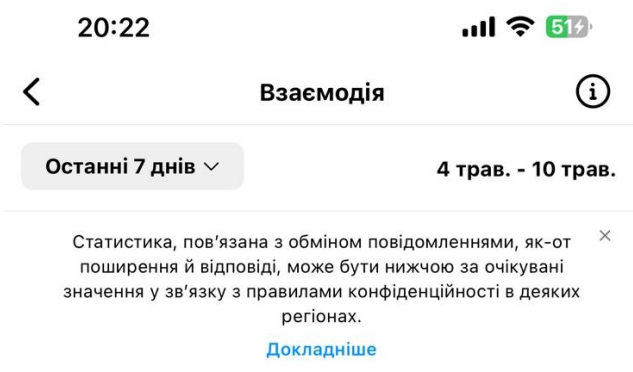 20:22
51
Взаємодія
Останні 7 днів
4 трав. - 10 трав.
Статистика, пов’язана з обміном повідомленнями, як-от
поширення й відповіді, може бути нижчою за очікувані
значення у зв’язку з правилами конфіденційності в деяких
регіонах.
Докладніше